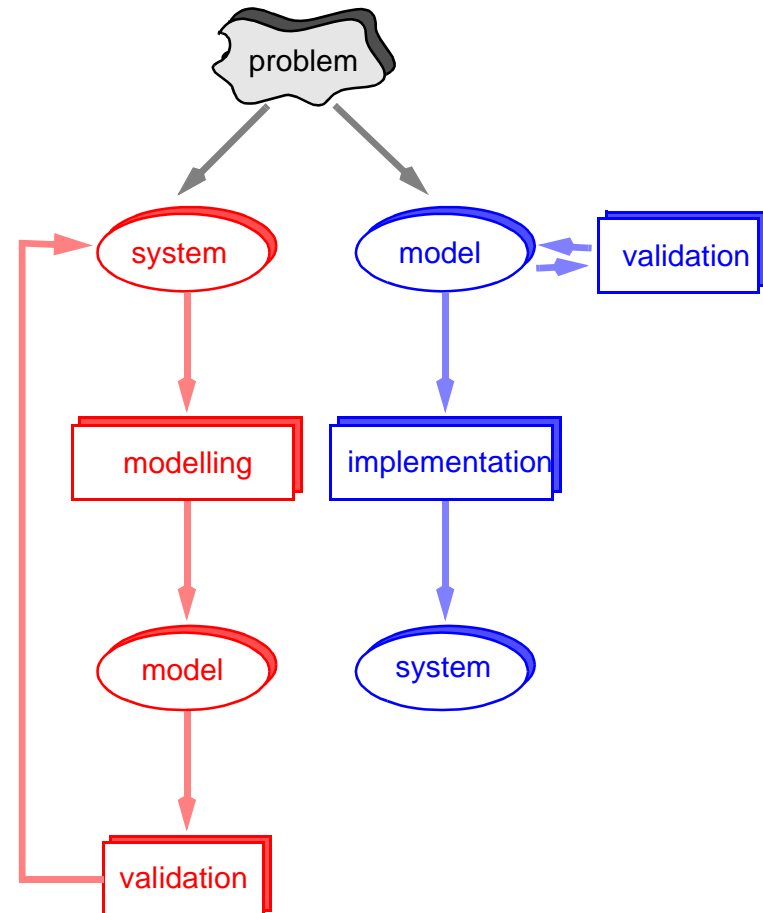 problem
system
model
validation
modelling
implementation
model
system
validation